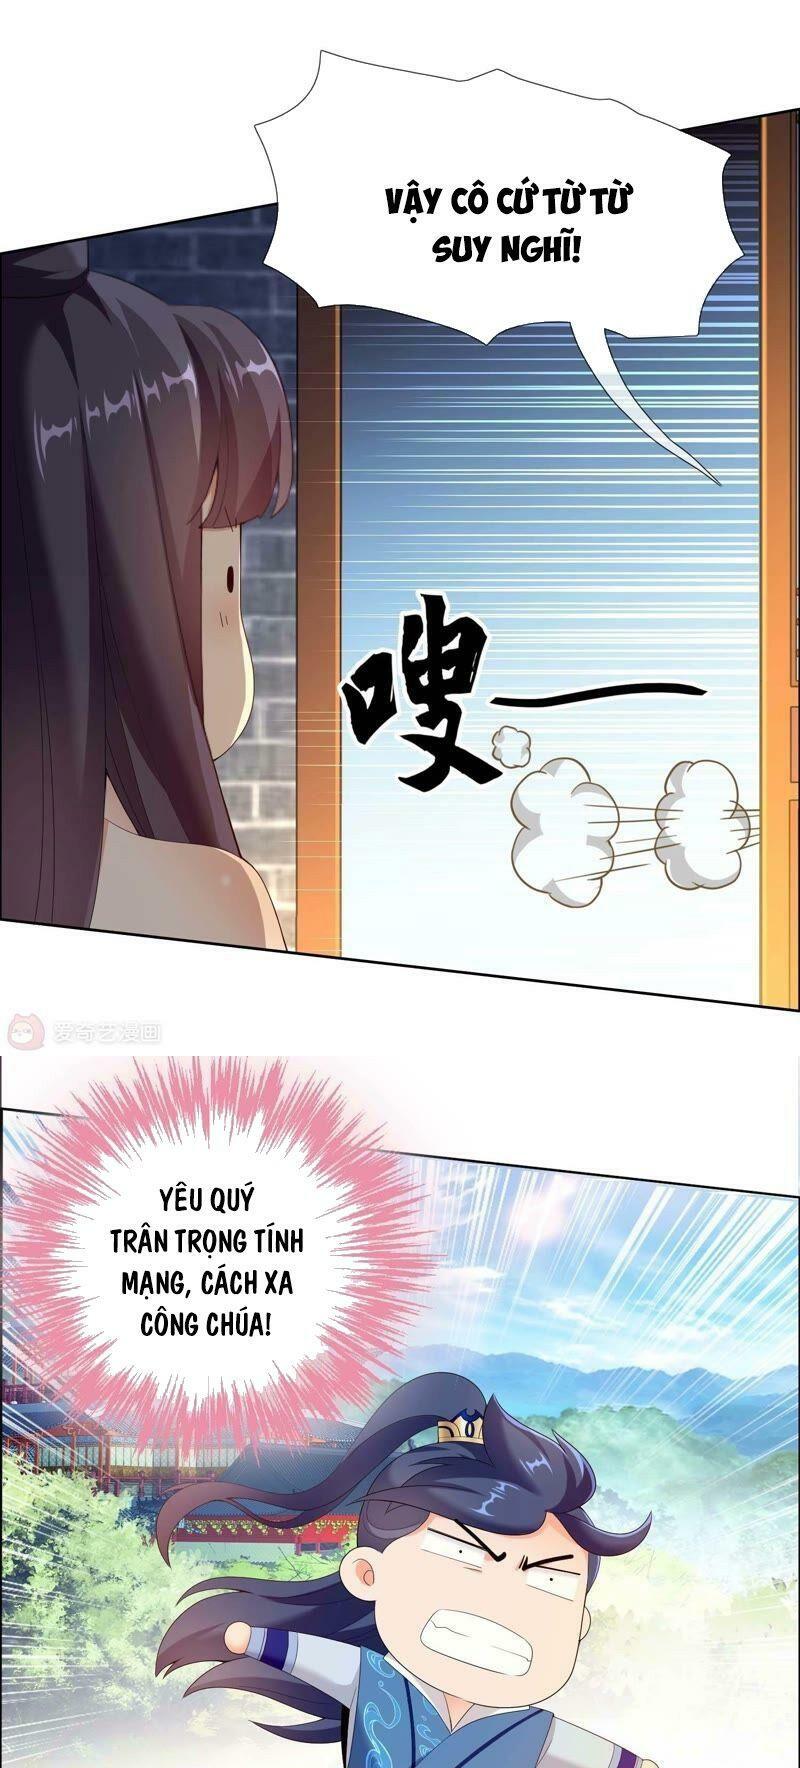 VẬY CÔ CỨ TỪ TỪ
SUY NGHĨ!
嗖一
爱奇艺漫画
YÊU QUÝ
TRÂN TRỌNG TÍNH
MẠNG, CÁCH XA
CÔNG CHÚA!